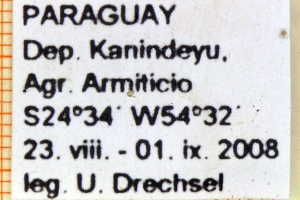 PARAGUAY
Dep. Kanindeyu,
Agr. Armiticio
S24°34´ W54°32´
23. viii. - 01. ix. 2008
leg. U. Drechsel